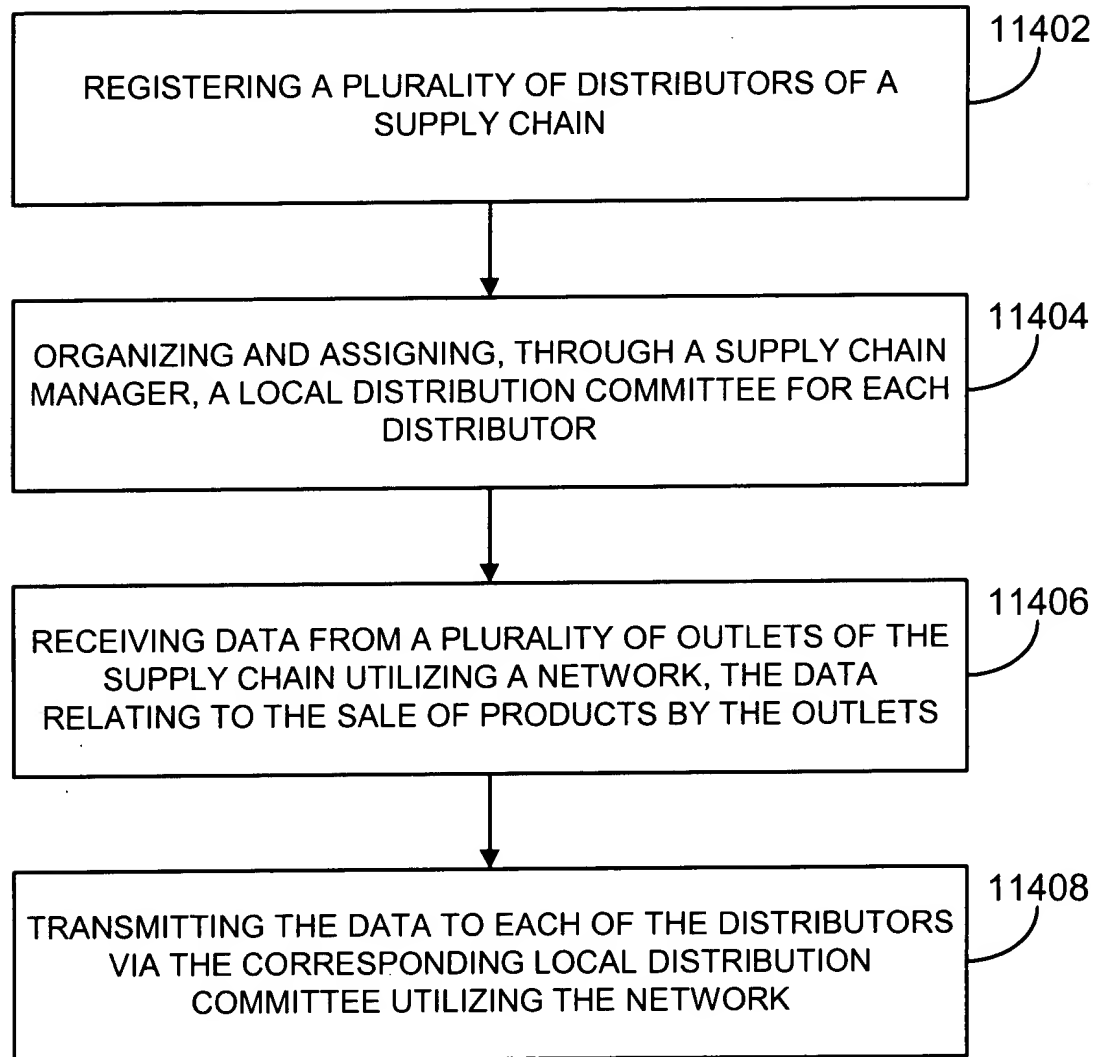 11402
REGISTERING A PLURALITY OF DISTRIBUTORS OF A
SUPPLY CHAIN
11404
ORGANIZING AND ASSIGNING, THROUGH A SUPPLY CHAIN
MANAGER, A LOCAL DISTRIBUTION COMMITTEE FOR EACH
DISTRIBUTOR
11406
RECEIVING DATA FROM A PLURALITY OF OUTLETS OF THE
SUPPLY CHAIN UTILIZING A NETWORK, THE DATA
RELATING TO THE SALE OF PRODUCTS BY THE OUTLETS
11408
TRANSMITTING THE DATA TO EACH OF THE DISTRIBUTORS
VIA THE CORRESPONDING LOCAL DISTRIBUTION
COMMITTEE UTILIZING THE NETWORK